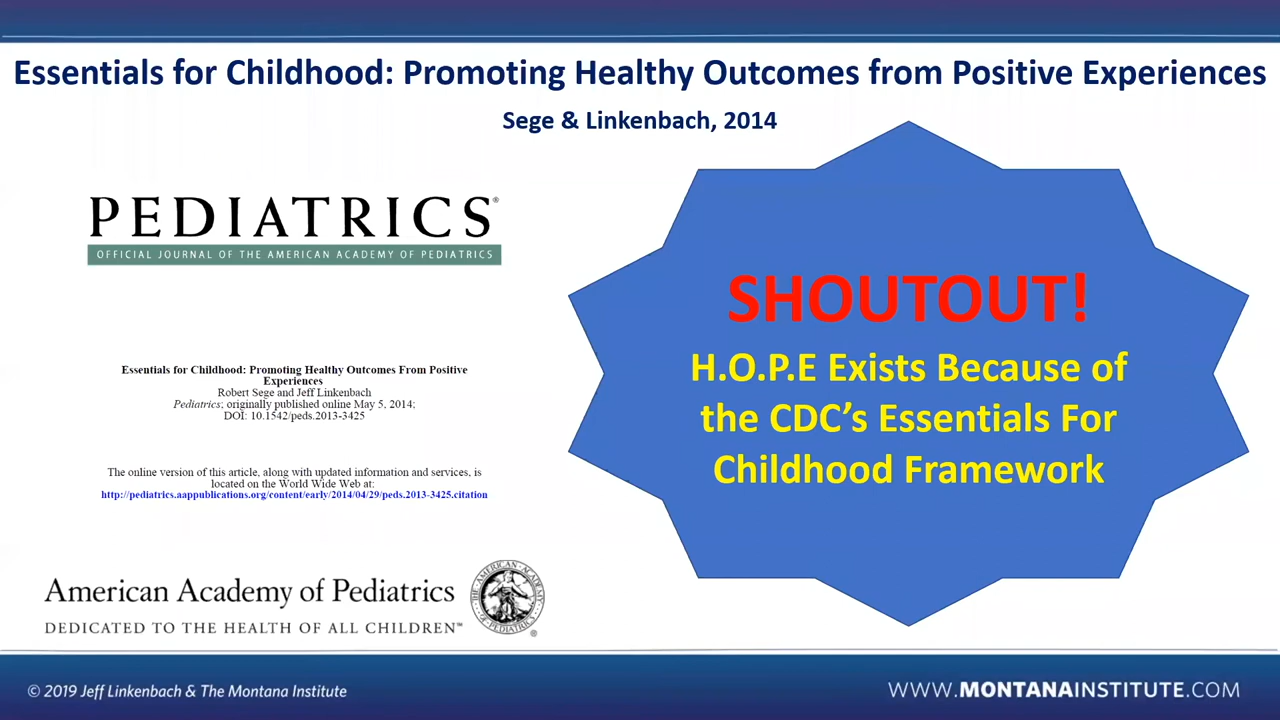 Essentials for Childhood: Promoting Healthy Outcomes from Positive Experiences
Sege & Linkenbach, 2014
PEDIATRICS®
OFFICIAL JOURNAL OF THE AMERICAN ACADEMY OF PEDIATRICS
Essentials for Childhood: Promoting Healthy Outcomes From Positive
Experiences
Robert Sege and Jeff Linkenbach
Pediatrics; originally published online May 5, 2014;
DOI: 10.1542/peds.2013-3425
The online version of this article, along with updated information and services, is
located on the World Wide Web at:
http://pediatrics.aappublications.org/content/early/2014/04/29/peds.2013-3425.citation
SHOUTOUT!
H.O.P.E Exists Because of
the CDC’s Essentials For
Childhood Framework
American Academy of Pediatrics
DEDICATED TO THE HEALTH OF ALL CHILDREN™
THE AMERICAN ACADEMY OF PEDIATRICS
®
© 2019 Jeff Linkenbach & The Montana Institute
WWW.MONTANAINSTITUTE.COM